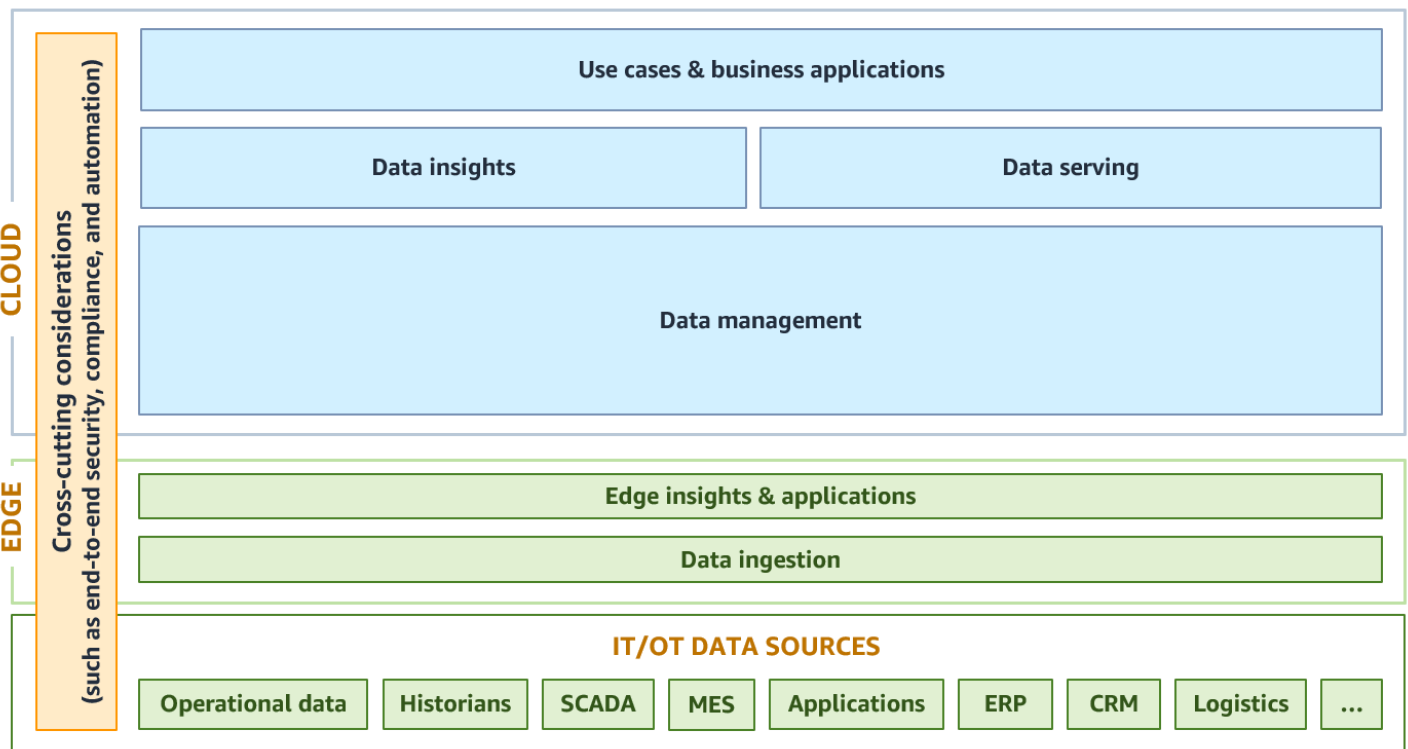 Use cases & business applications
Data insights
Data serving
Data management
CLOUD
Cross-cutting considerations
(such as end-to-end security, compliance, and automation)
EDGE
Edge insights & applications
Data ingestion
IT/OT DATA SOURCES
Operational data
Historians
SCADA
MES
Applications
ERP
CRM
Logistics
...